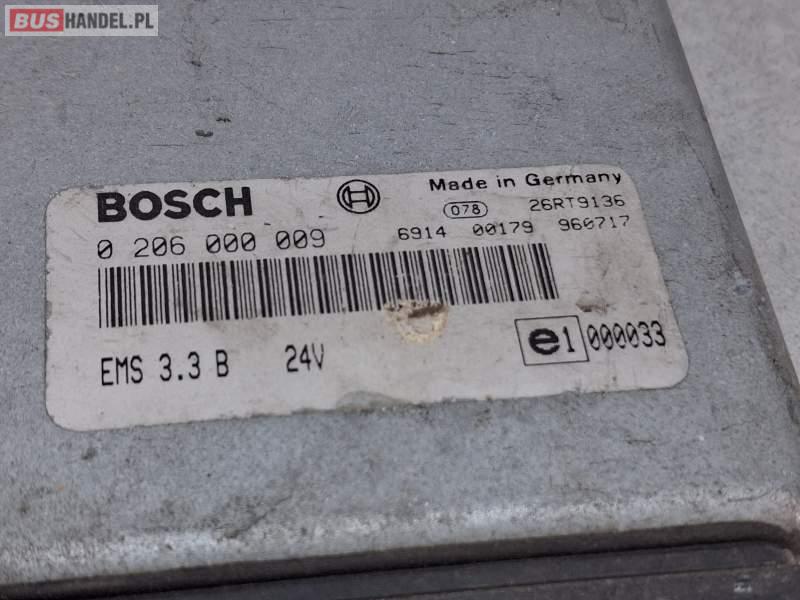 BUSHANDEL.PL
BOSCH
Made in Germany
078 26RT9136
0 206 000 009 6914 00179 960717
EMS 3.3 B 24V e1 000033